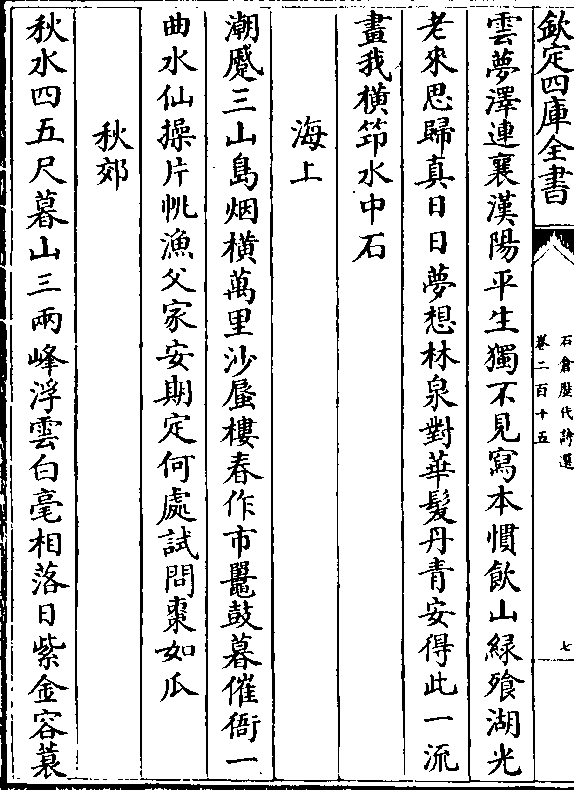 欽定四庫全書
石倉歴代詩選
卷二百十五
七
雲夢澤連襄漢陽平生獨不見寫本慣飲山緑飱湖光
老來思歸真日日夢想林泉對華髮丹青安得此一流
畫我橫筇水中石
海上
潮蹙三山島烟橫萬里沙蜃樓春作市鼉鼓暮催衙一
曲水仙操片帆漁父家安期定何處試問棗如瓜
秋郊
秋水四五尺暮山三兩峰浮雲白毫相落日紫金容蓑